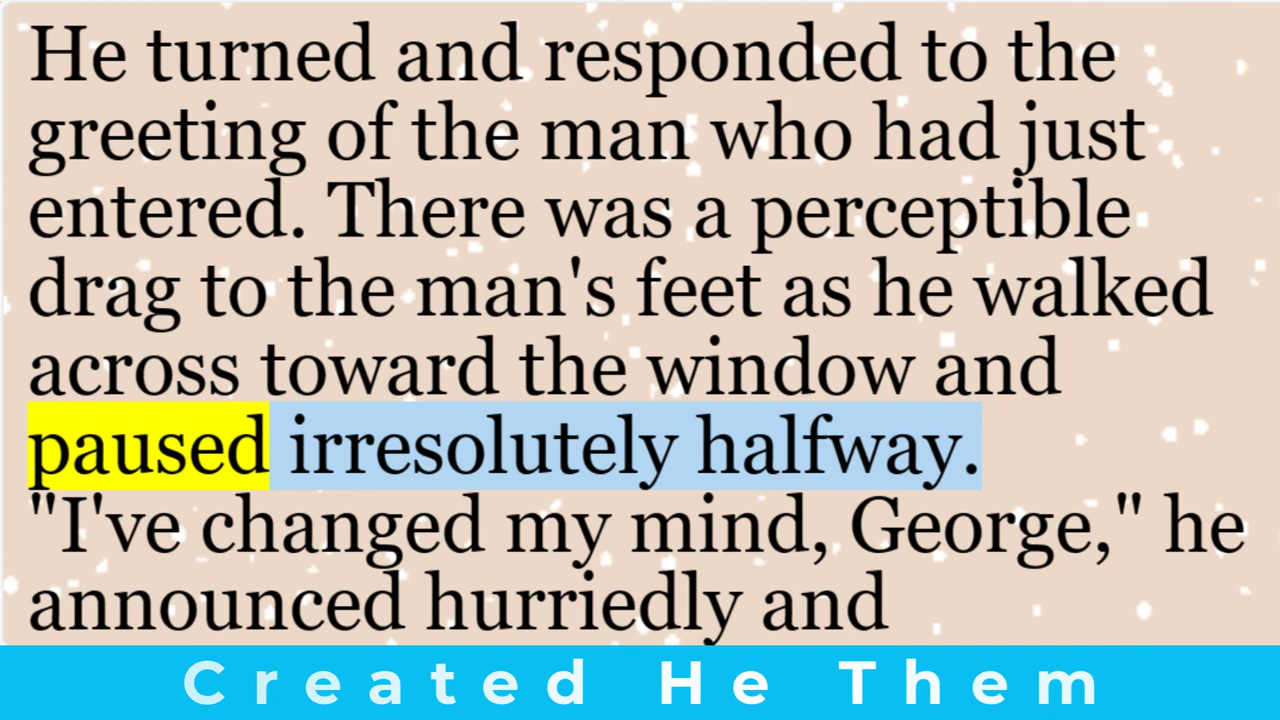 He turned and responded to the
greeting of the man who had just
entered. There was a perceptible
drag to the man's feet as he walked
across toward the window and
paused irresolutely halfway.
"I've changed my mind, George," he
announced hurriedly and
Created He Them